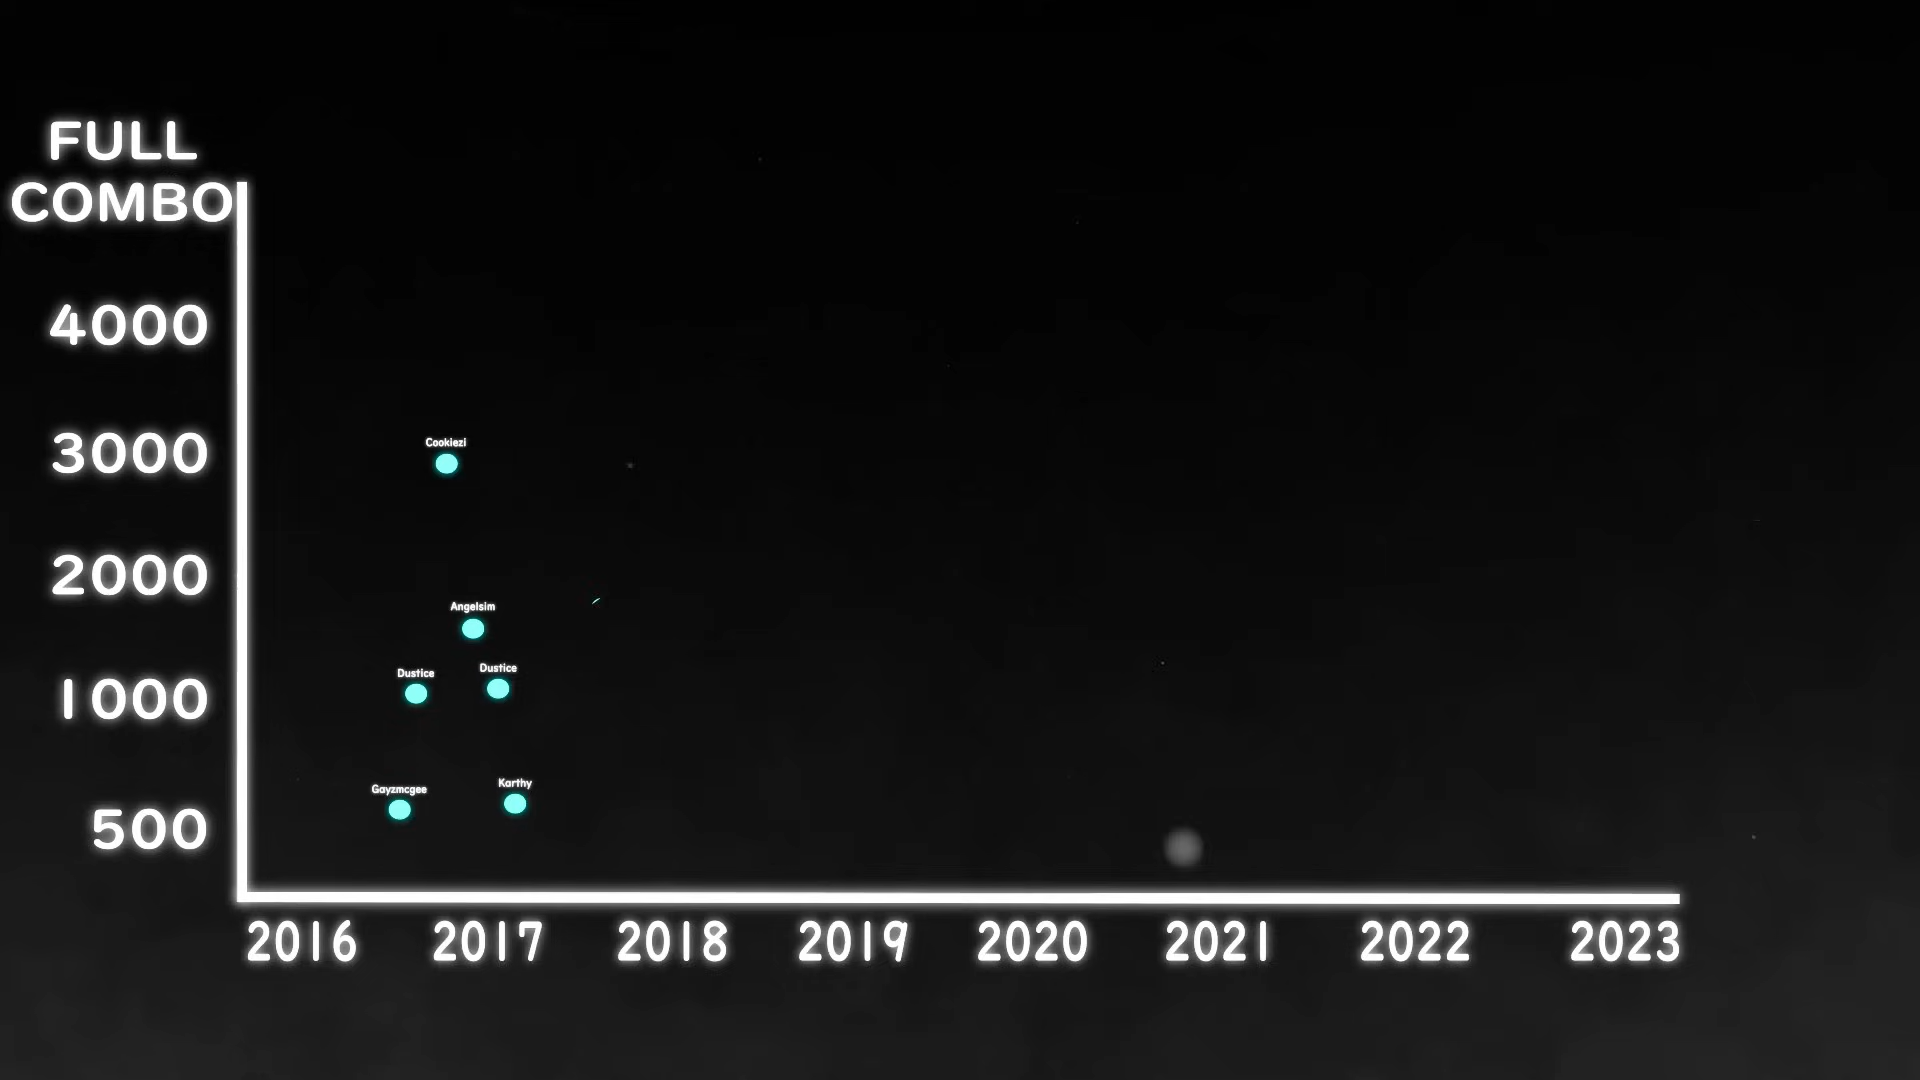 FULL
COMBO
4000
3000
2000
1000
500
Cookiezi
Angelsim
Dustice
Dustice
Gayzmcgee
Karthy
2016 2017 2018 2019 2020 2021 2022 2023